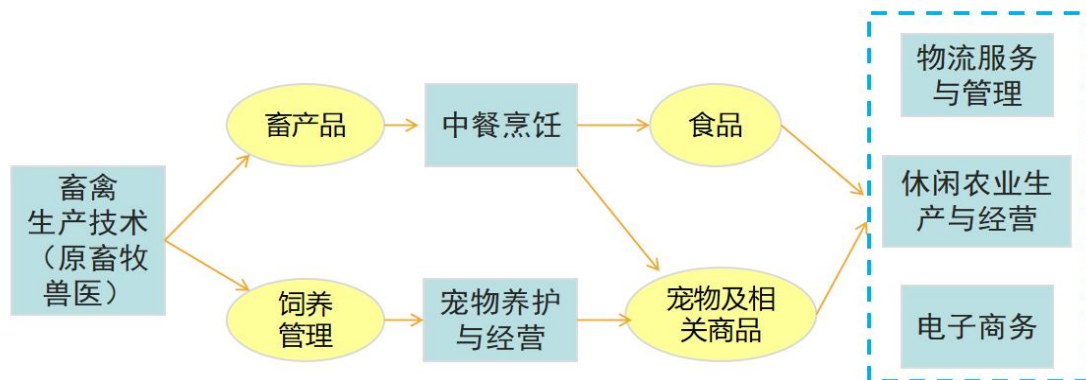 畜禽
生产技术
（原畜牧
兽医）
畜产品
饲养
管理
中餐烹饪
宠物养护
与经营
食品
宠物及相
关商品
物流服务
与管理
休闲农业生
产与经营
电子商务